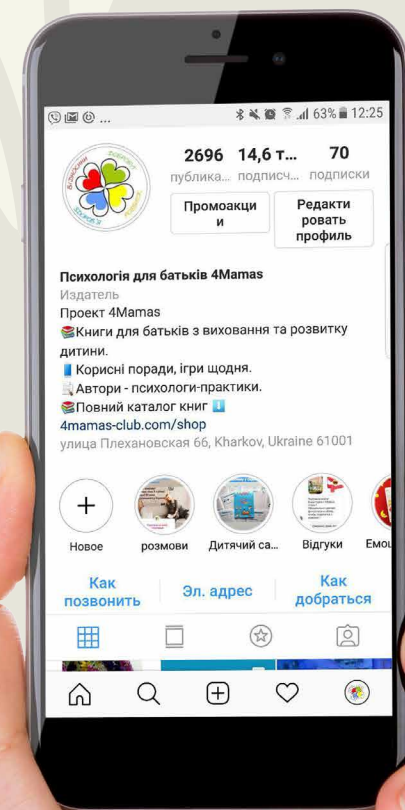 ... 63% 12:25
2696 14,6 т... 70
публика... подписч... подписки
Промоакци
и
Редакти
ровать
профиль
Психологія для батьків 4Mamas
Издатель
Проект 4Mamas
📚Книги для батьків з виховання та розвитку
дитини.
📘Корисні поради, ігри щодня.
Автори - психологи-практики.
📚Повний каталог книг ℹ️
4mamas-club.com/shop
улица Плехановская 66, Kharkov, Ukraine 61001
Новое розмови Дитячий са... Відгуки Емоц
Как
позвонить
Эл. адрес
Как
добраться